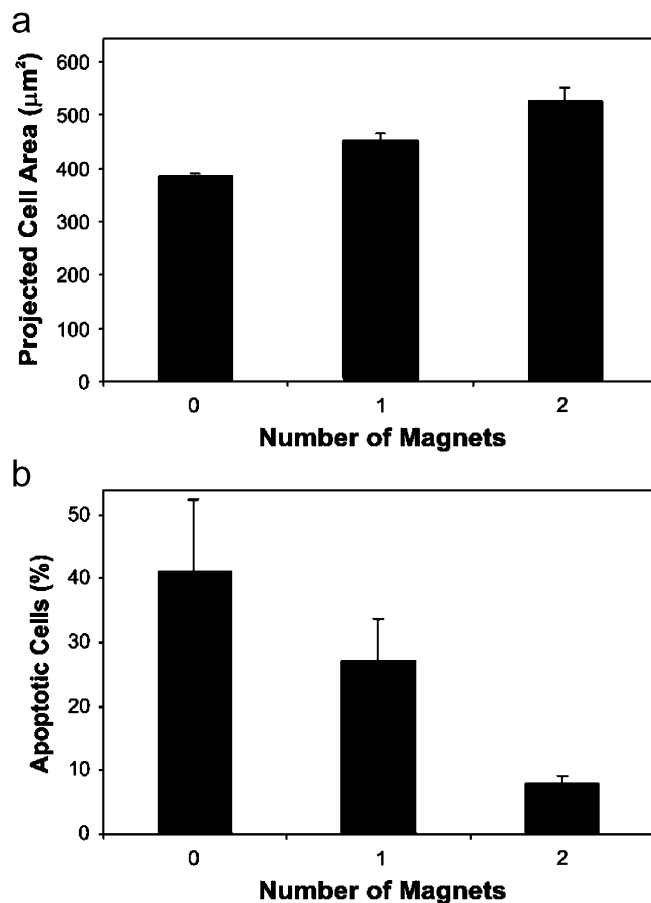 a
Projected Cell Area (μm²)
600
500
400
300
200
100
0
0 1 2
Number of Magnets
b
Apoptotic Cells (%)
50
40
30
20
10
0
0 1 2
Number of Magnets